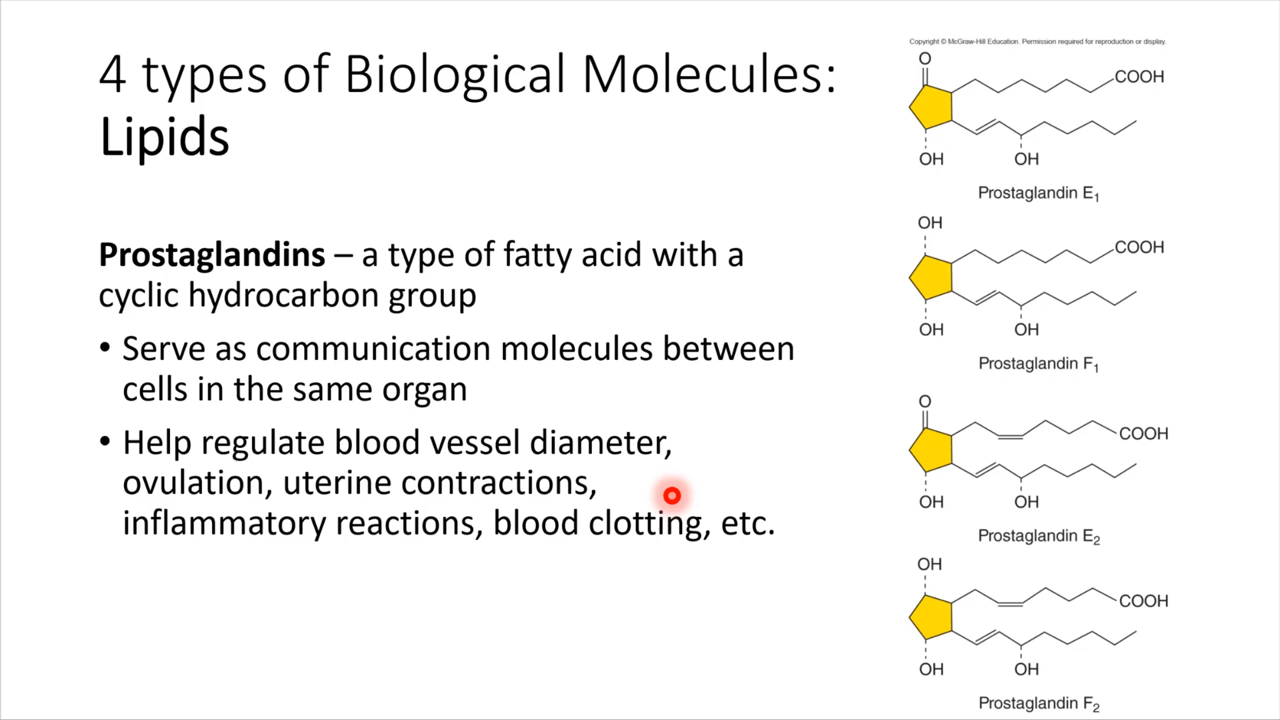 4 types of Biological Molecules:
Lipids
Prostaglandins – a type of fatty acid with a
cyclic hydrocarbon group
• Serve as communication molecules between
cells in the same organ
• Help regulate blood vessel diameter,
ovulation, uterine contractions,
inflammatory reactions, blood clotting, etc.
Copyright © McGraw-Hill Education. Permission required for reproduction or display.
O
COOH
OH OH
Prostaglandin E1
OH
COOH
OH OH
Prostaglandin F1
O
COOH
OH OH
Prostaglandin E2
OH
COOH
OH OH
Prostaglandin F2